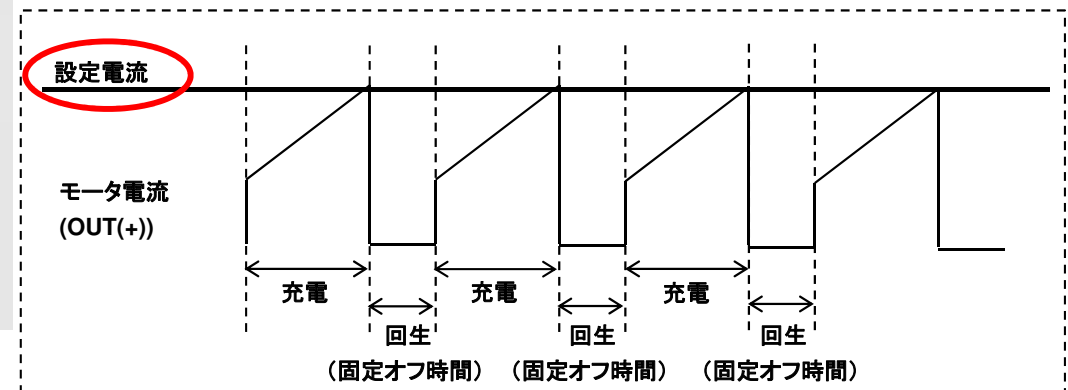 設定電流
モータ電流
(OUT(+))
充電 充電 充電
回生 回生 回生
(固定オフ時間) (固定オフ時間) (固定オフ時間)